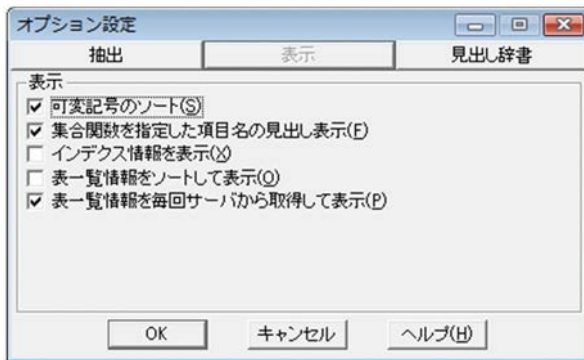 オプション設定
抽出 表示 見出し辞書
表示
可変記号のソート(S)
集合関数を指定した項目名の見出し表示(F)
インデクス情報を表示(X)
表一覧情報をソートして表示(O)
表一覧情報を毎回サーバから取得して表示(P)
OK キャンセル ヘルプ(H)